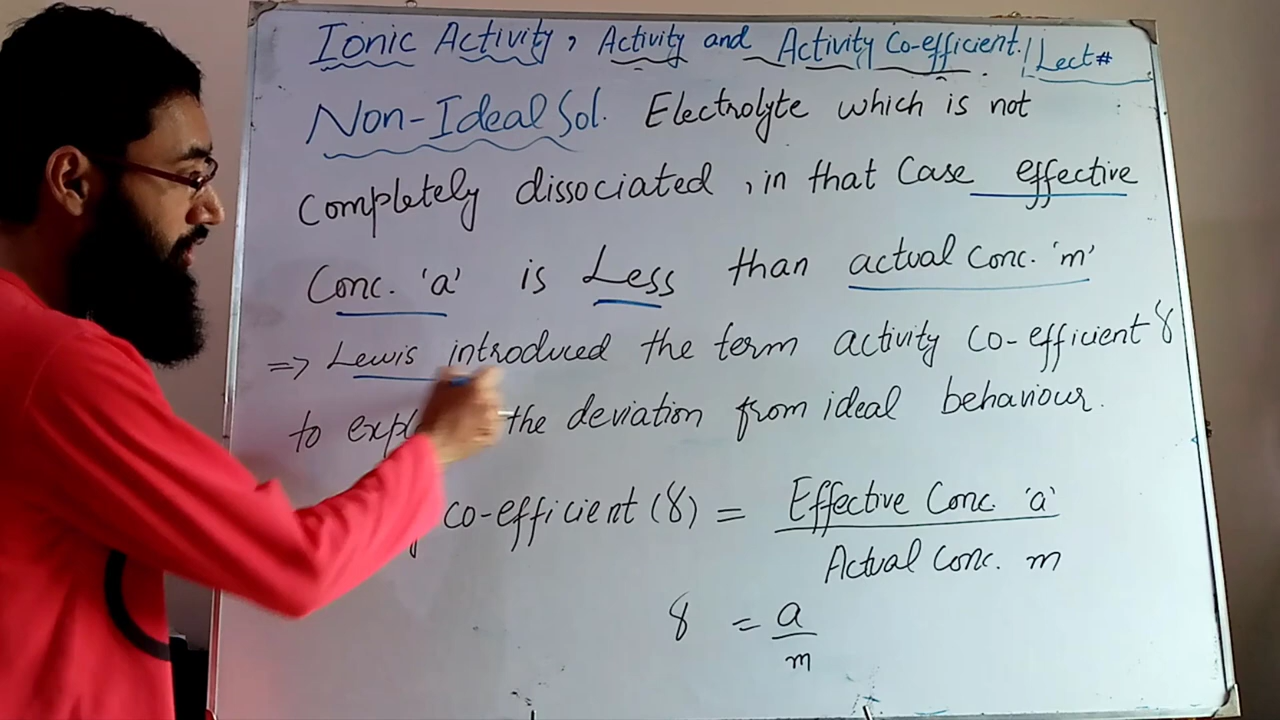 Ionic Activity, Activity and Activity Co-efficient. / Lect#
Non-Ideal Sol. Electrolyte which is not
completely dissociated, in that Case effective
Conc. 'a' is Less than actual Conc. 'm'
=> Lewis introduced the term activity co-efficient γ
to the deviation from ideal behaviour.
co-efficient (γ) = Effective Conc. 'a'
Actual Conc. m
γ = a
m